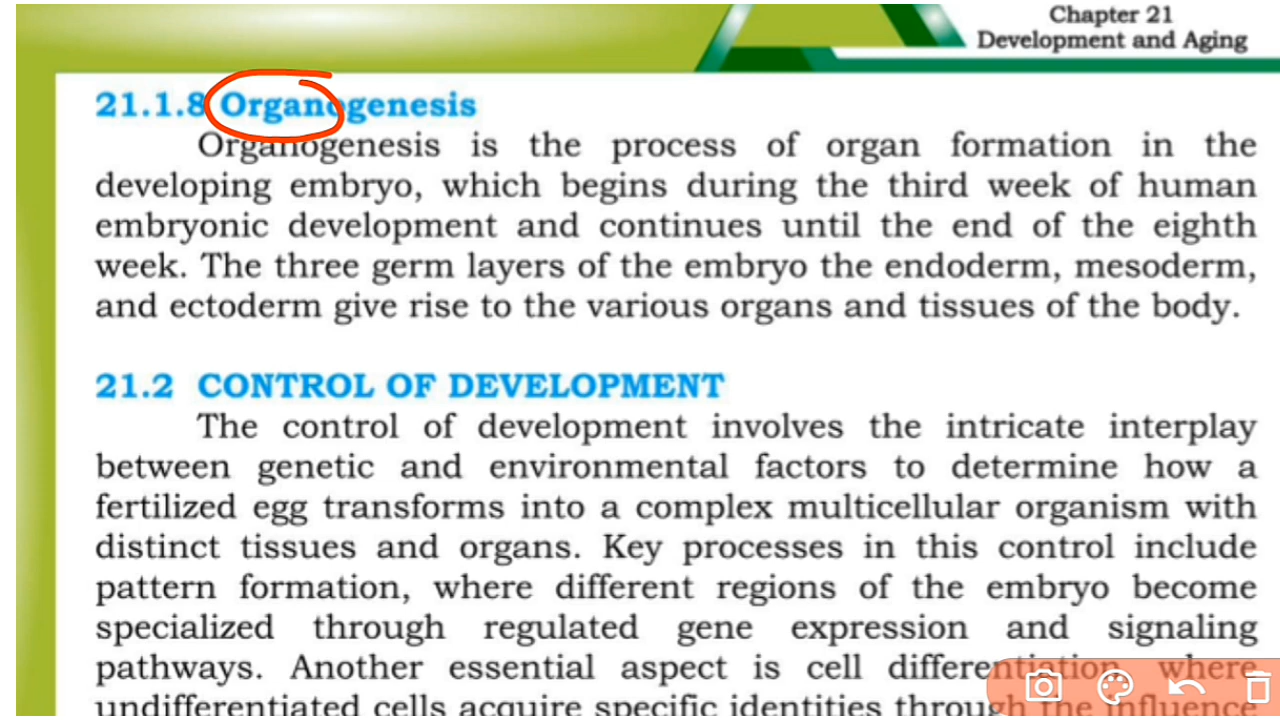 Chapter 21
Development and Aging
21.1.8 Organogenesis
Organogenesis is the process of organ formation in the
developing embryo, which begins during the third week of human
embryonic development and continues until the end of the eighth
week. The three germ layers of the embryo the endoderm, mesoderm,
and ectoderm give rise to the various organs and tissues of the body.
21.2 CONTROL OF DEVELOPMENT
The control of development involves the intricate interplay
between genetic and environmental factors to determine how a
fertilized egg transforms into a complex multicellular organism with
distinct tissues and organs. Key processes in this control include
pattern formation, where different regions of the embryo become
specialized through regulated gene expression and signaling
pathways. Another essential aspect is cell differentiation, where
undifferentiated cells acquire specific identities through the influence